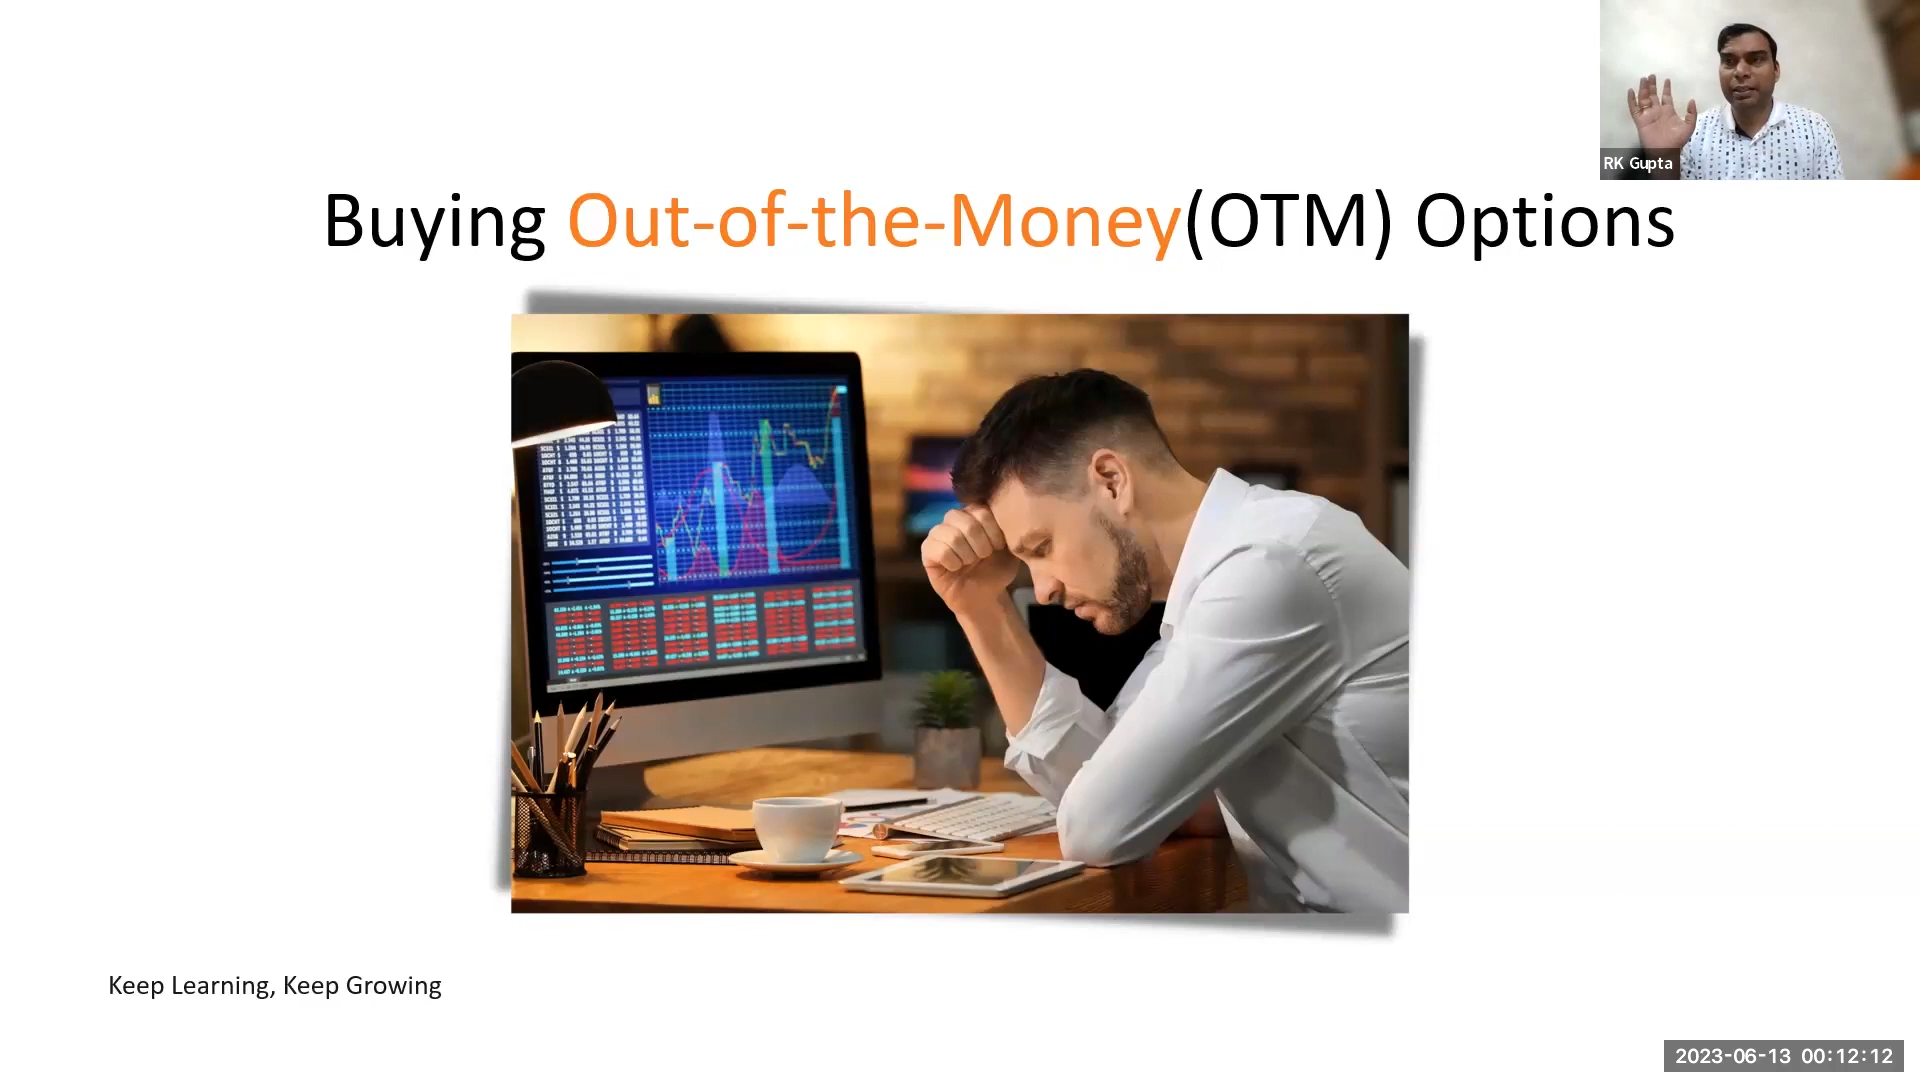 RK Gupta
Buying Out-of-the-Money(OTM) Options
Keep Learning, Keep Growing
2023-06-13 00:12:12